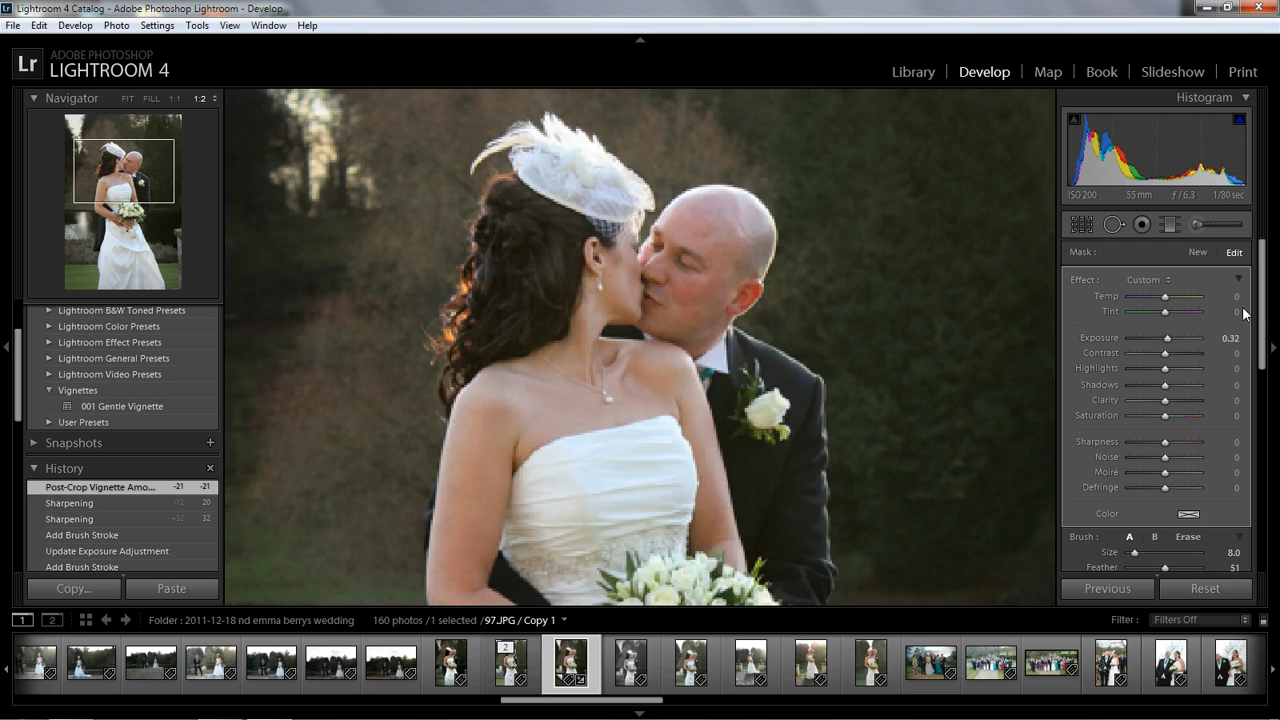 Lightroom 4 Catalog - Adobe Photoshop Lightroom - Develop
File Edit Develop Photo Settings Tools View Window Help
Lr ADOBE PHOTOSHOP
LIGHTROOM 4
Library Develop Map Book Slideshow Print
Navigator FIT FILL 1:1 1:2
Lightroom B&W Toned Presets
Lightroom Color Presets
Lightroom Effect Presets
Lightroom General Presets
Lightroom Video Presets
Vignettes
001 Gentle Vignette
User Presets
Snapshots
History
Post-Crop Vignette Amo... -21 -21
Sharpening -12 20
Sharpening +32 32
Add Brush Stroke
Update Exposure Adjustment
Add Brush Stroke
Copy... Paste
Histogram
ISO 200 55 mm ƒ / 6.3 1/80 sec
Mask : New Edit
Effect : Custom
Temp 0
Tint 0
Exposure 0.32
Contrast 0
Highlights 0
Shadows 0
Clarity 0
Saturation 0
Sharpness 0
Noise 0
Moiré 0
Defringe 0
Color
Brush : A B Erase
Size 8.0
Feather 51
Previous Reset
1 2 Folder : 2011-12-18 nd emma berrys wedding 160 photos /1 selected /97.JPG / Copy 1 Filter : Filters Off
2